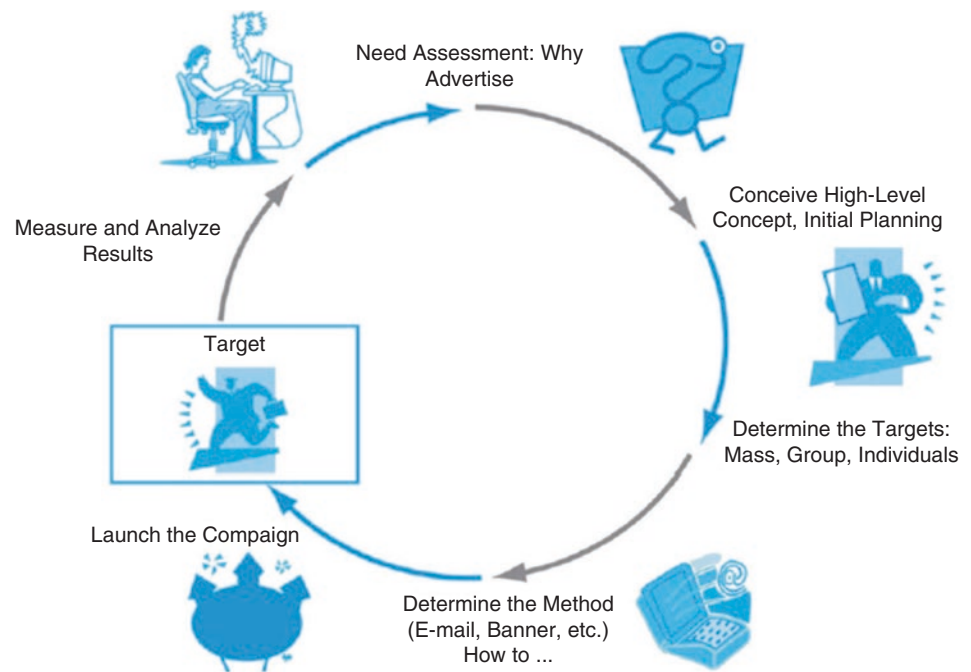 Need Assessment: Why
Advertise
Conceive High-Level
Concept, Initial Planning
Determine the Targets:
Mass, Group, Individuals
Determine the Method
(E-mail, Banner, etc.)
How to ...
Launch the Compaign
Target
Measure and Analyze
Results
$
@